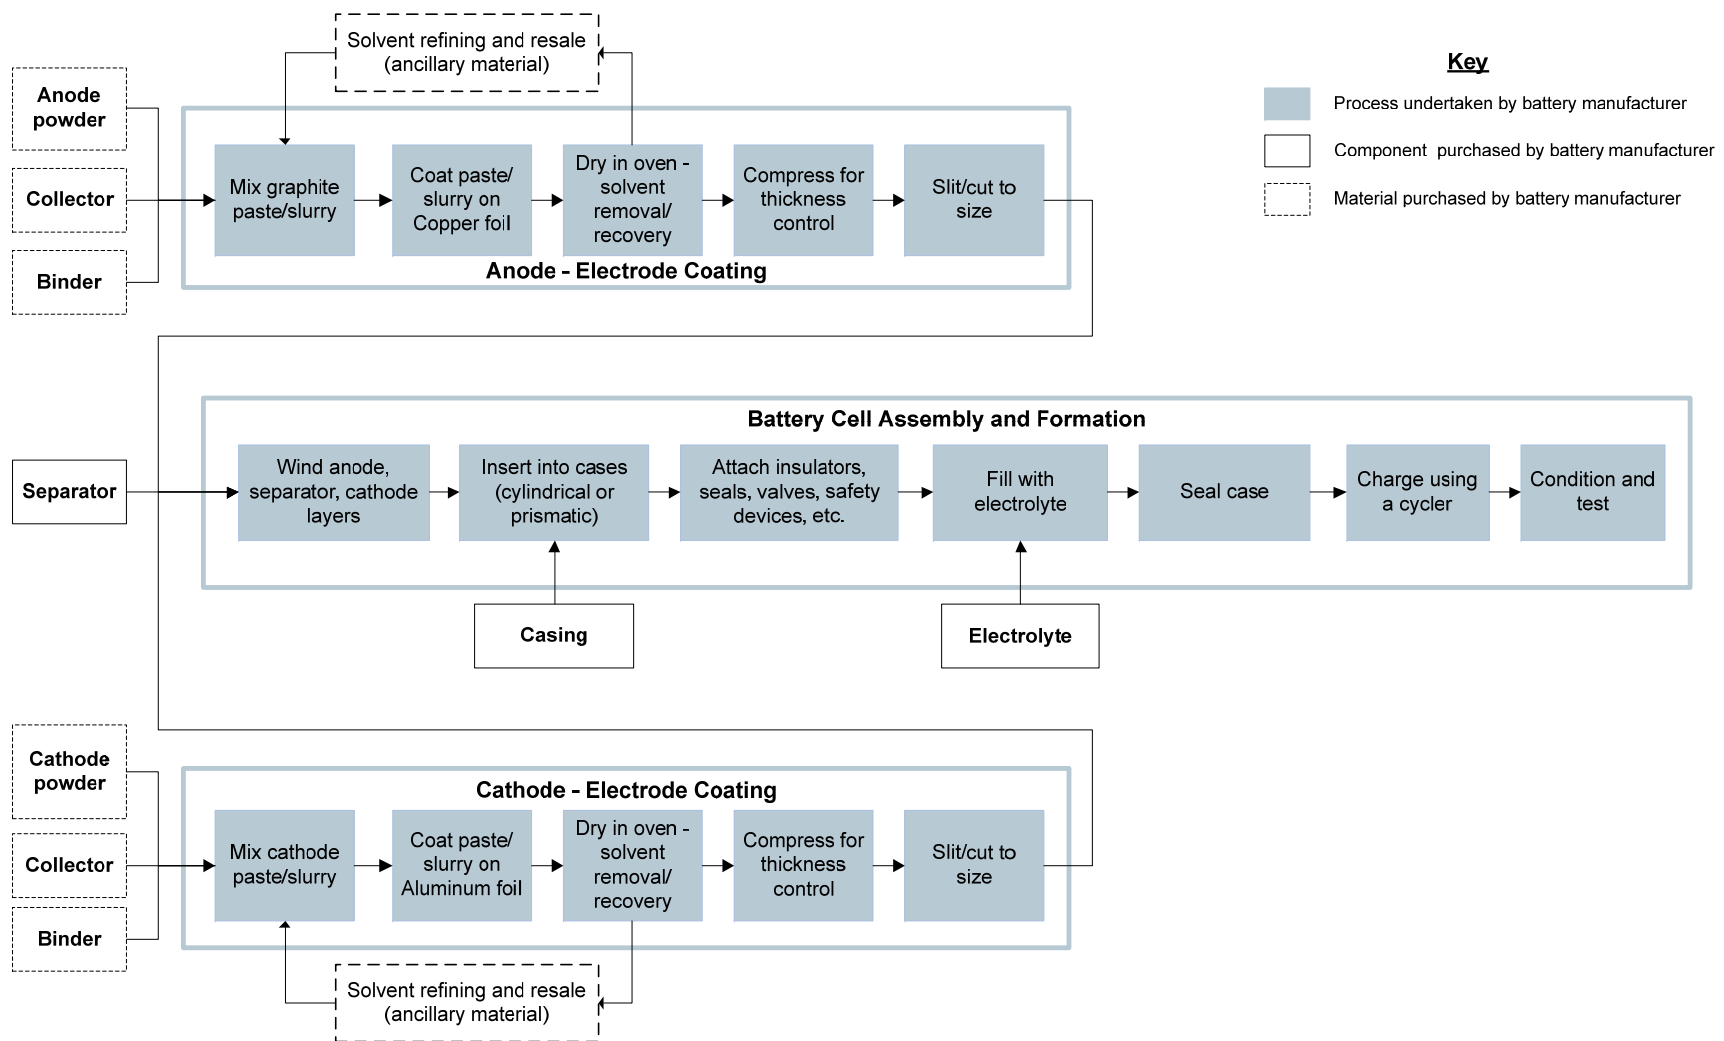 Solvent refining and resale
(ancillary material)
Key
Process undertaken by battery manufacturer
Component purchased by battery manufacturer
Material purchased by battery manufacturer
Anode
powder
Collector
Binder
Mix graphite
paste/slurry
Coat paste/
slurry on
Copper foil
Dry in oven -
solvent
removal/
recovery
Compress for
thickness
control
Slit/cut to
size
Anode - Electrode Coating
Battery Cell Assembly and Formation
Separator
Wind anode,
separator, cathode
layers
Insert into cases
(cylindrical or
prismatic)
Attach insulators,
seals, valves, safety
devices, etc.
Fill with
electrolyte
Seal case
Charge using
a cycler
Condition and
test
Casing
Electrolyte
Cathode
powder
Collector
Binder
Cathode - Electrode Coating
Mix cathode
paste/slurry
Coat paste/
slurry on
Aluminum foil
Dry in oven -
solvent
removal/
recovery
Compress for
thickness
control
Slit/cut to
size
Solvent refining and resale
(ancillary material)